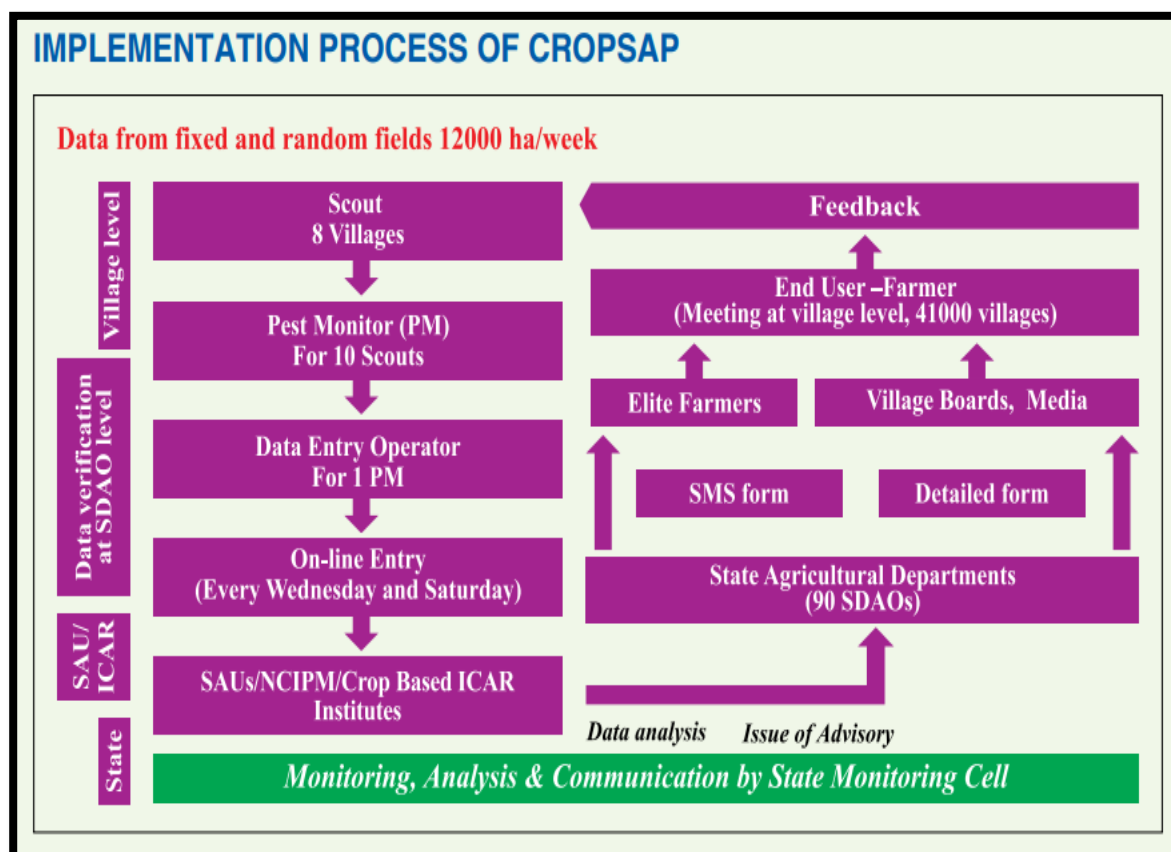 IMPLEMENTATION PROCESS OF CROPSAP
Data from fixed and random fields 12000 ha/week
Village level
Scout
8 Villages
Pest Monitor (PM)
For 10 Scouts
Data verification
at SDAO level
Data Entry Operator
For 1 PM
On-line Entry
(Every Wednesday and Saturday)
SAU/
ICAR
SAUs/NCIPM/Crop Based ICAR
Institutes
Feedback
End User –Farmer
(Meeting at village level, 41000 villages)
Elite Farmers
Village Boards, Media
SMS form
Detailed form
State Agricultural Departments
(90 SDAOs)
Data analysis
Issue of Advisory
State
Monitoring, Analysis & Communication by State Monitoring Cell